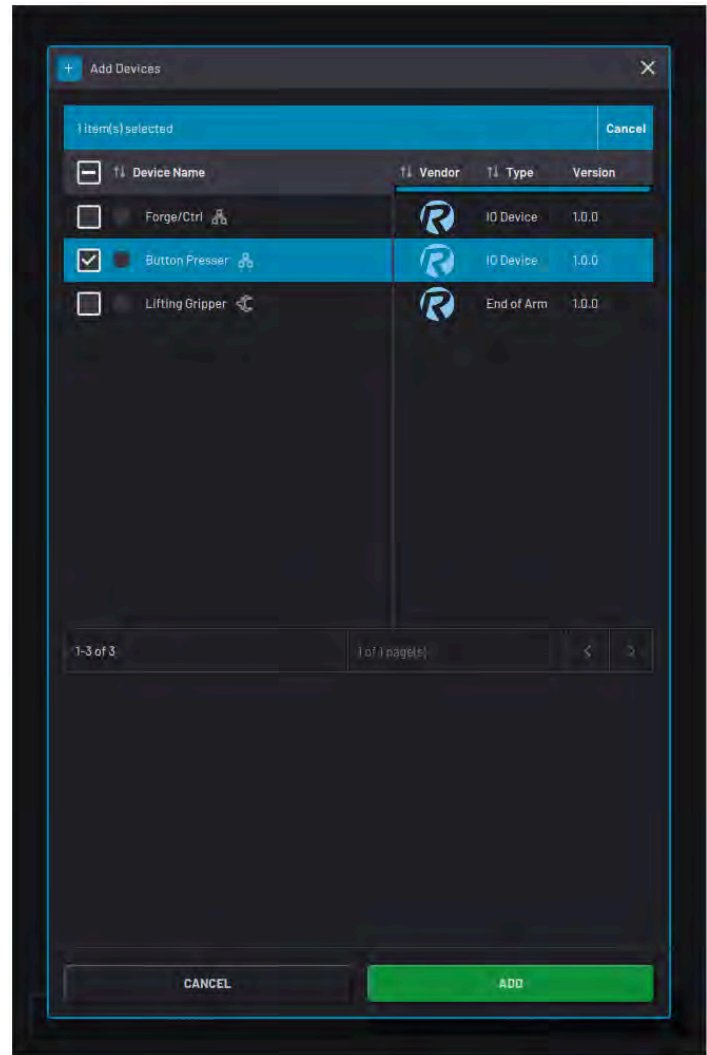 + Add Devices
1 item(s) selected Cancel
Device Name Vendor Type Version
Forge/Ctrl IO Device 1.0.0
Button Presser IO Device 1.0.0
Lifting Gripper End of Arm 1.0.0
1-3 of 3 1 of 1 page(s)
CANCEL ADD